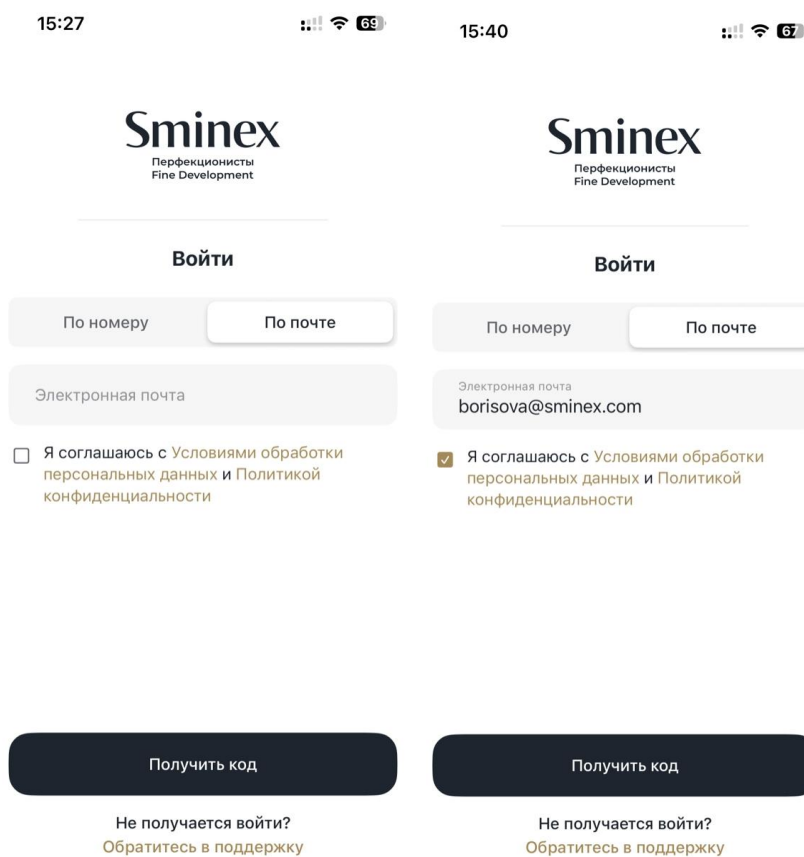 15:27
69
Sminex
Перфекционисты
Fine Development
Войти
По номеру
По почте
Электронная почта
Я соглашаюсь с Условиями обработки
персональных данных и Политикой
конфиденциальности
Получить код
Не получается войти?
Обратитесь в поддержку
15:40
67
Sminex
Перфекционисты
Fine Development
Войти
По номеру
По почте
Электронная почта
borisova@sminex.com
Я соглашаюсь с Условиями обработки
персональных данных и Политикой
конфиденциальности
Получить код
Не получается войти?
Обратитесь в поддержку